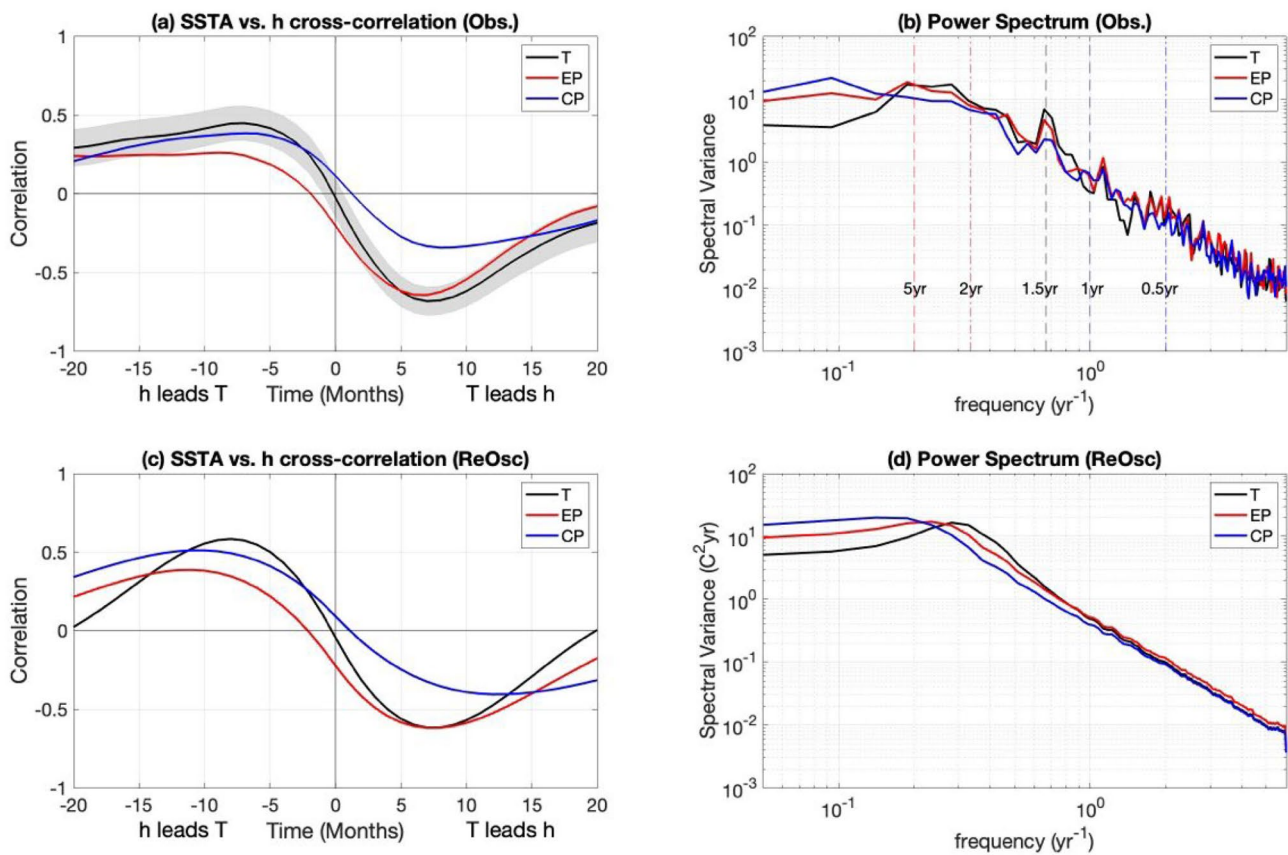 (a) SSTA vs. h cross-correlation (Obs.)
1
0.5
0
-0.5
-1
Correlation
T
EP
CP
-20 -15 -10 -5 0 5 10 15 20
h leads T Time (Months) T leads h
(b) Power Spectrum (Obs.)
10^2
10^1
10^0
10^-1
10^-2
10^-3
Spectral Variance
T
EP
CP
5yr 2yr 1.5yr 1yr 0.5yr
10^-1 10^0
frequency (yr^-1)
(c) SSTA vs. h cross-correlation (ReOsc)
1
0.5
0
-0.5
-1
Correlation
T
EP
CP
-20 -15 -10 -5 0 5 10 15 20
h leads T Time (Months) T leads h
(d) Power Spectrum (ReOsc)
10^2
10^1
10^0
10^-1
10^-2
10^-3
Spectral Variance (C^2yr)
T
EP
CP
10^-1 10^0
frequency (yr^-1)